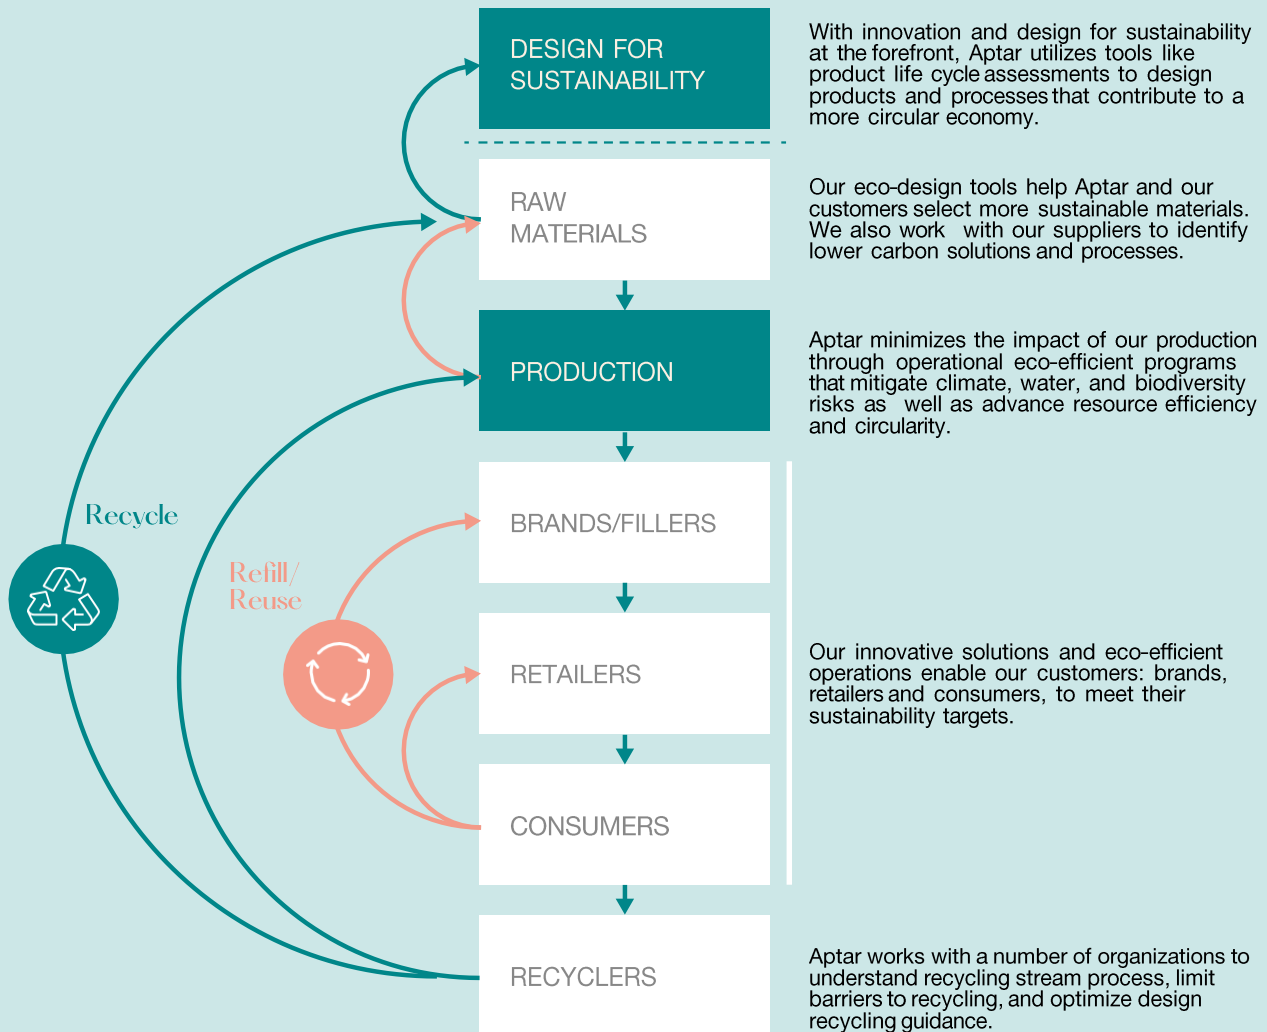 DESIGN FOR
SUSTAINABILITY
With innovation and design for sustainability
at the forefront, Aptar utilizes tools like
product life cycle assessments to design
products and processes that contribute to a
more circular economy.
RAW
MATERIALS
Our eco-design tools help Aptar and our
customers select more sustainable materials.
We also work with our suppliers to identify
lower carbon solutions and processes.
PRODUCTION
Aptar minimizes the impact of our production
through operational eco-efficient programs
that mitigate climate, water, and biodiversity
risks as well as advance resource efficiency
and circularity.
Recycle
BRANDS/FILLERS
Refill/
Reuse
RETAILERS
Our innovative solutions and eco-efficient
operations enable our customers: brands,
retailers and consumers, to meet their
sustainability targets.
CONSUMERS
RECYCLERS
Aptar works with a number of organizations to
understand recycling stream process, limit
barriers to recycling, and optimize design
recycling guidance.